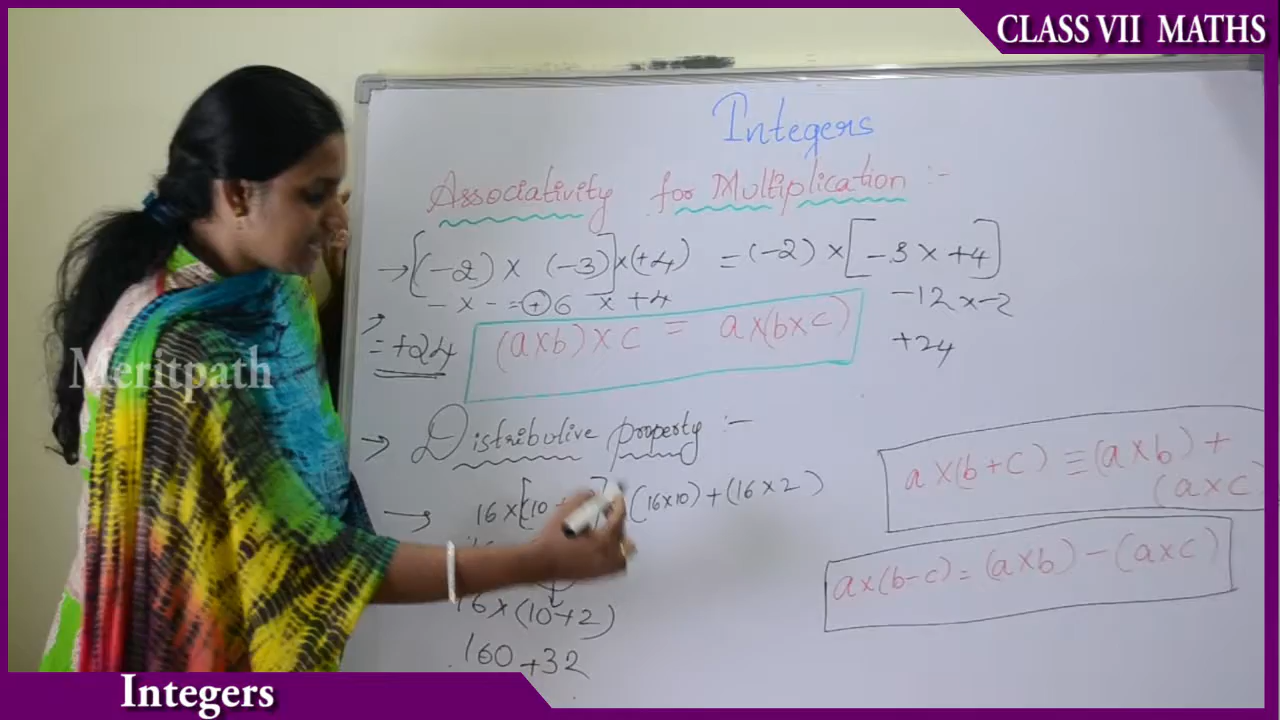 CLASS VII MATHS
Integers
Associativity for Multiplication :-
→ [(-2) × (-3)] × (+4) = (-2) × [-3 × +4]
- × - = +6 × +4
-12 × -2
= +24
(a×b) × c = a×(b×c)
+24
→ Distributive property :-
a ×(b + c) = (a × b) +
(a×c
→ 16 × [10 + (16×10) + (16 × 2)
a×(b-c) = (a×b) - (a×c)
16 × (10+2)
160 + 32
Meritpath
Integers